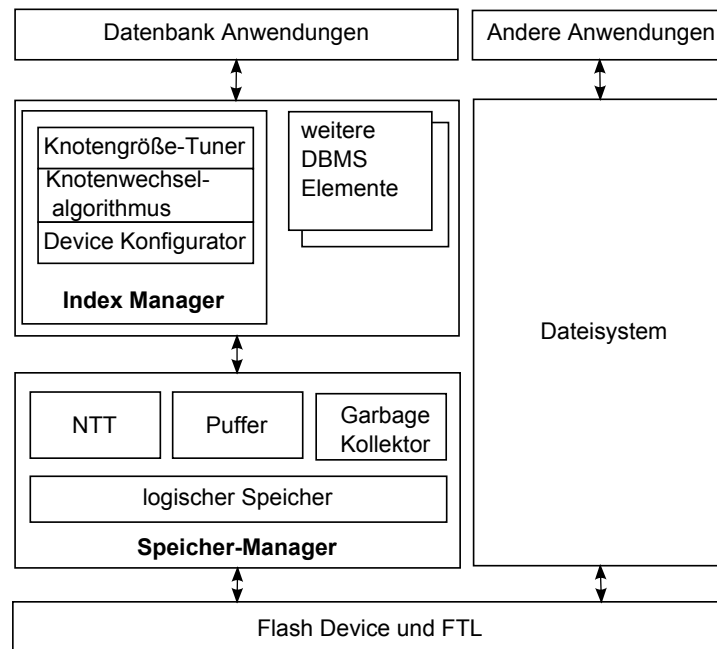 Datenbank Anwendungen
Andere Anwendungen
Knotengröße-Tuner
Knotenwechsel-
algorithmus
Device Konfigurator
Index Manager
weitere
DBMS
Elemente
Dateisystem
NTT
Puffer
Garbage
Kollektor
logischer Speicher
Speicher-Manager
Flash Device und FTL